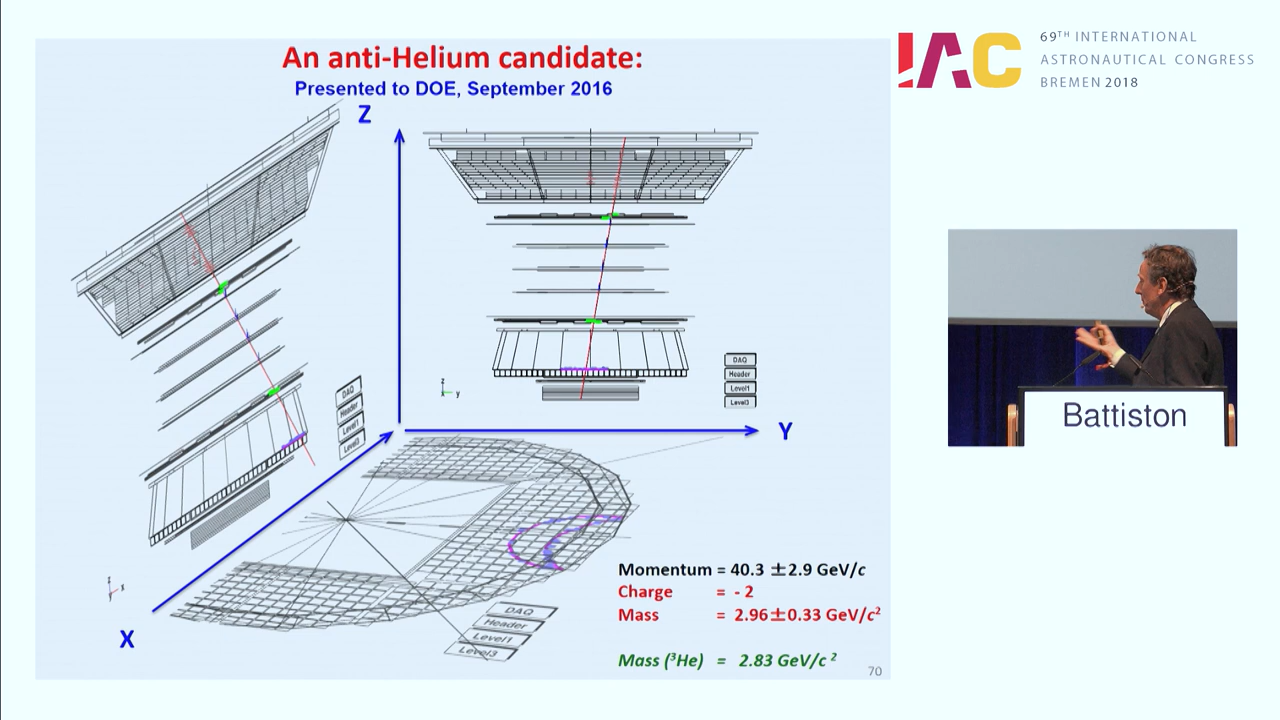 An anti-Helium candidate:
Presented to DOE, September 2016
Z
Y
X
z
x y
DAQ
Header
Level1
Level3
DAQ
Header
Level1
Level3
z
y x
DAQ
Header
Level1
Level3
Momentum = 40.3 ±2.9 GeV/c
Charge = - 2
Mass = 2.96±0.33 GeV/c²
Mass (³He) = 2.83 GeV/c ²
70
IAC
69TH INTERNATIONAL
ASTRONAUTICAL CONGRESS
BREMEN 2018
Battiston